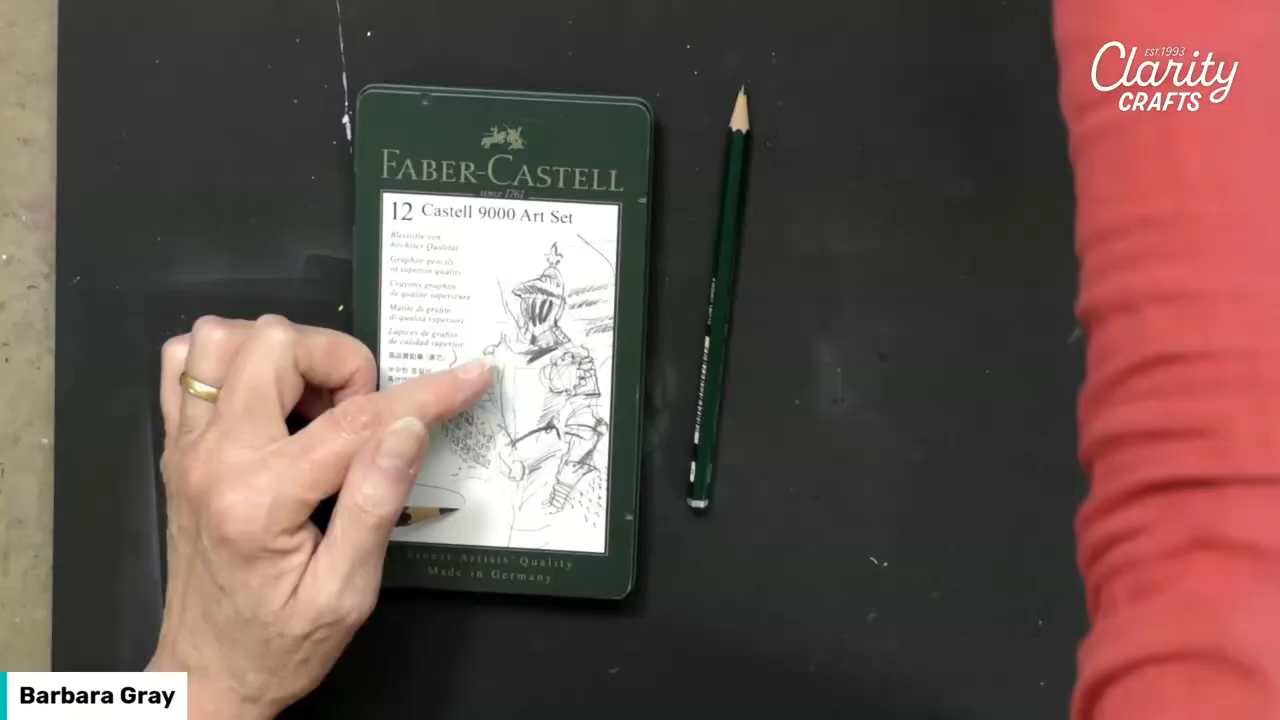 EST. 1993
Clarity
CRAFTS
FABER-CASTELL
since 1761
12 Castell 9000 Art Set
Bleistifte von
höchster Qualität
Graphite pencils
of superior quality
Crayons graphite
de qualité supérieure
Matite di grafite
di qualità superiore
Lápices de grafito
de calidad superior
Finest Artists' Quality
Made in Germany
Barbara Gray